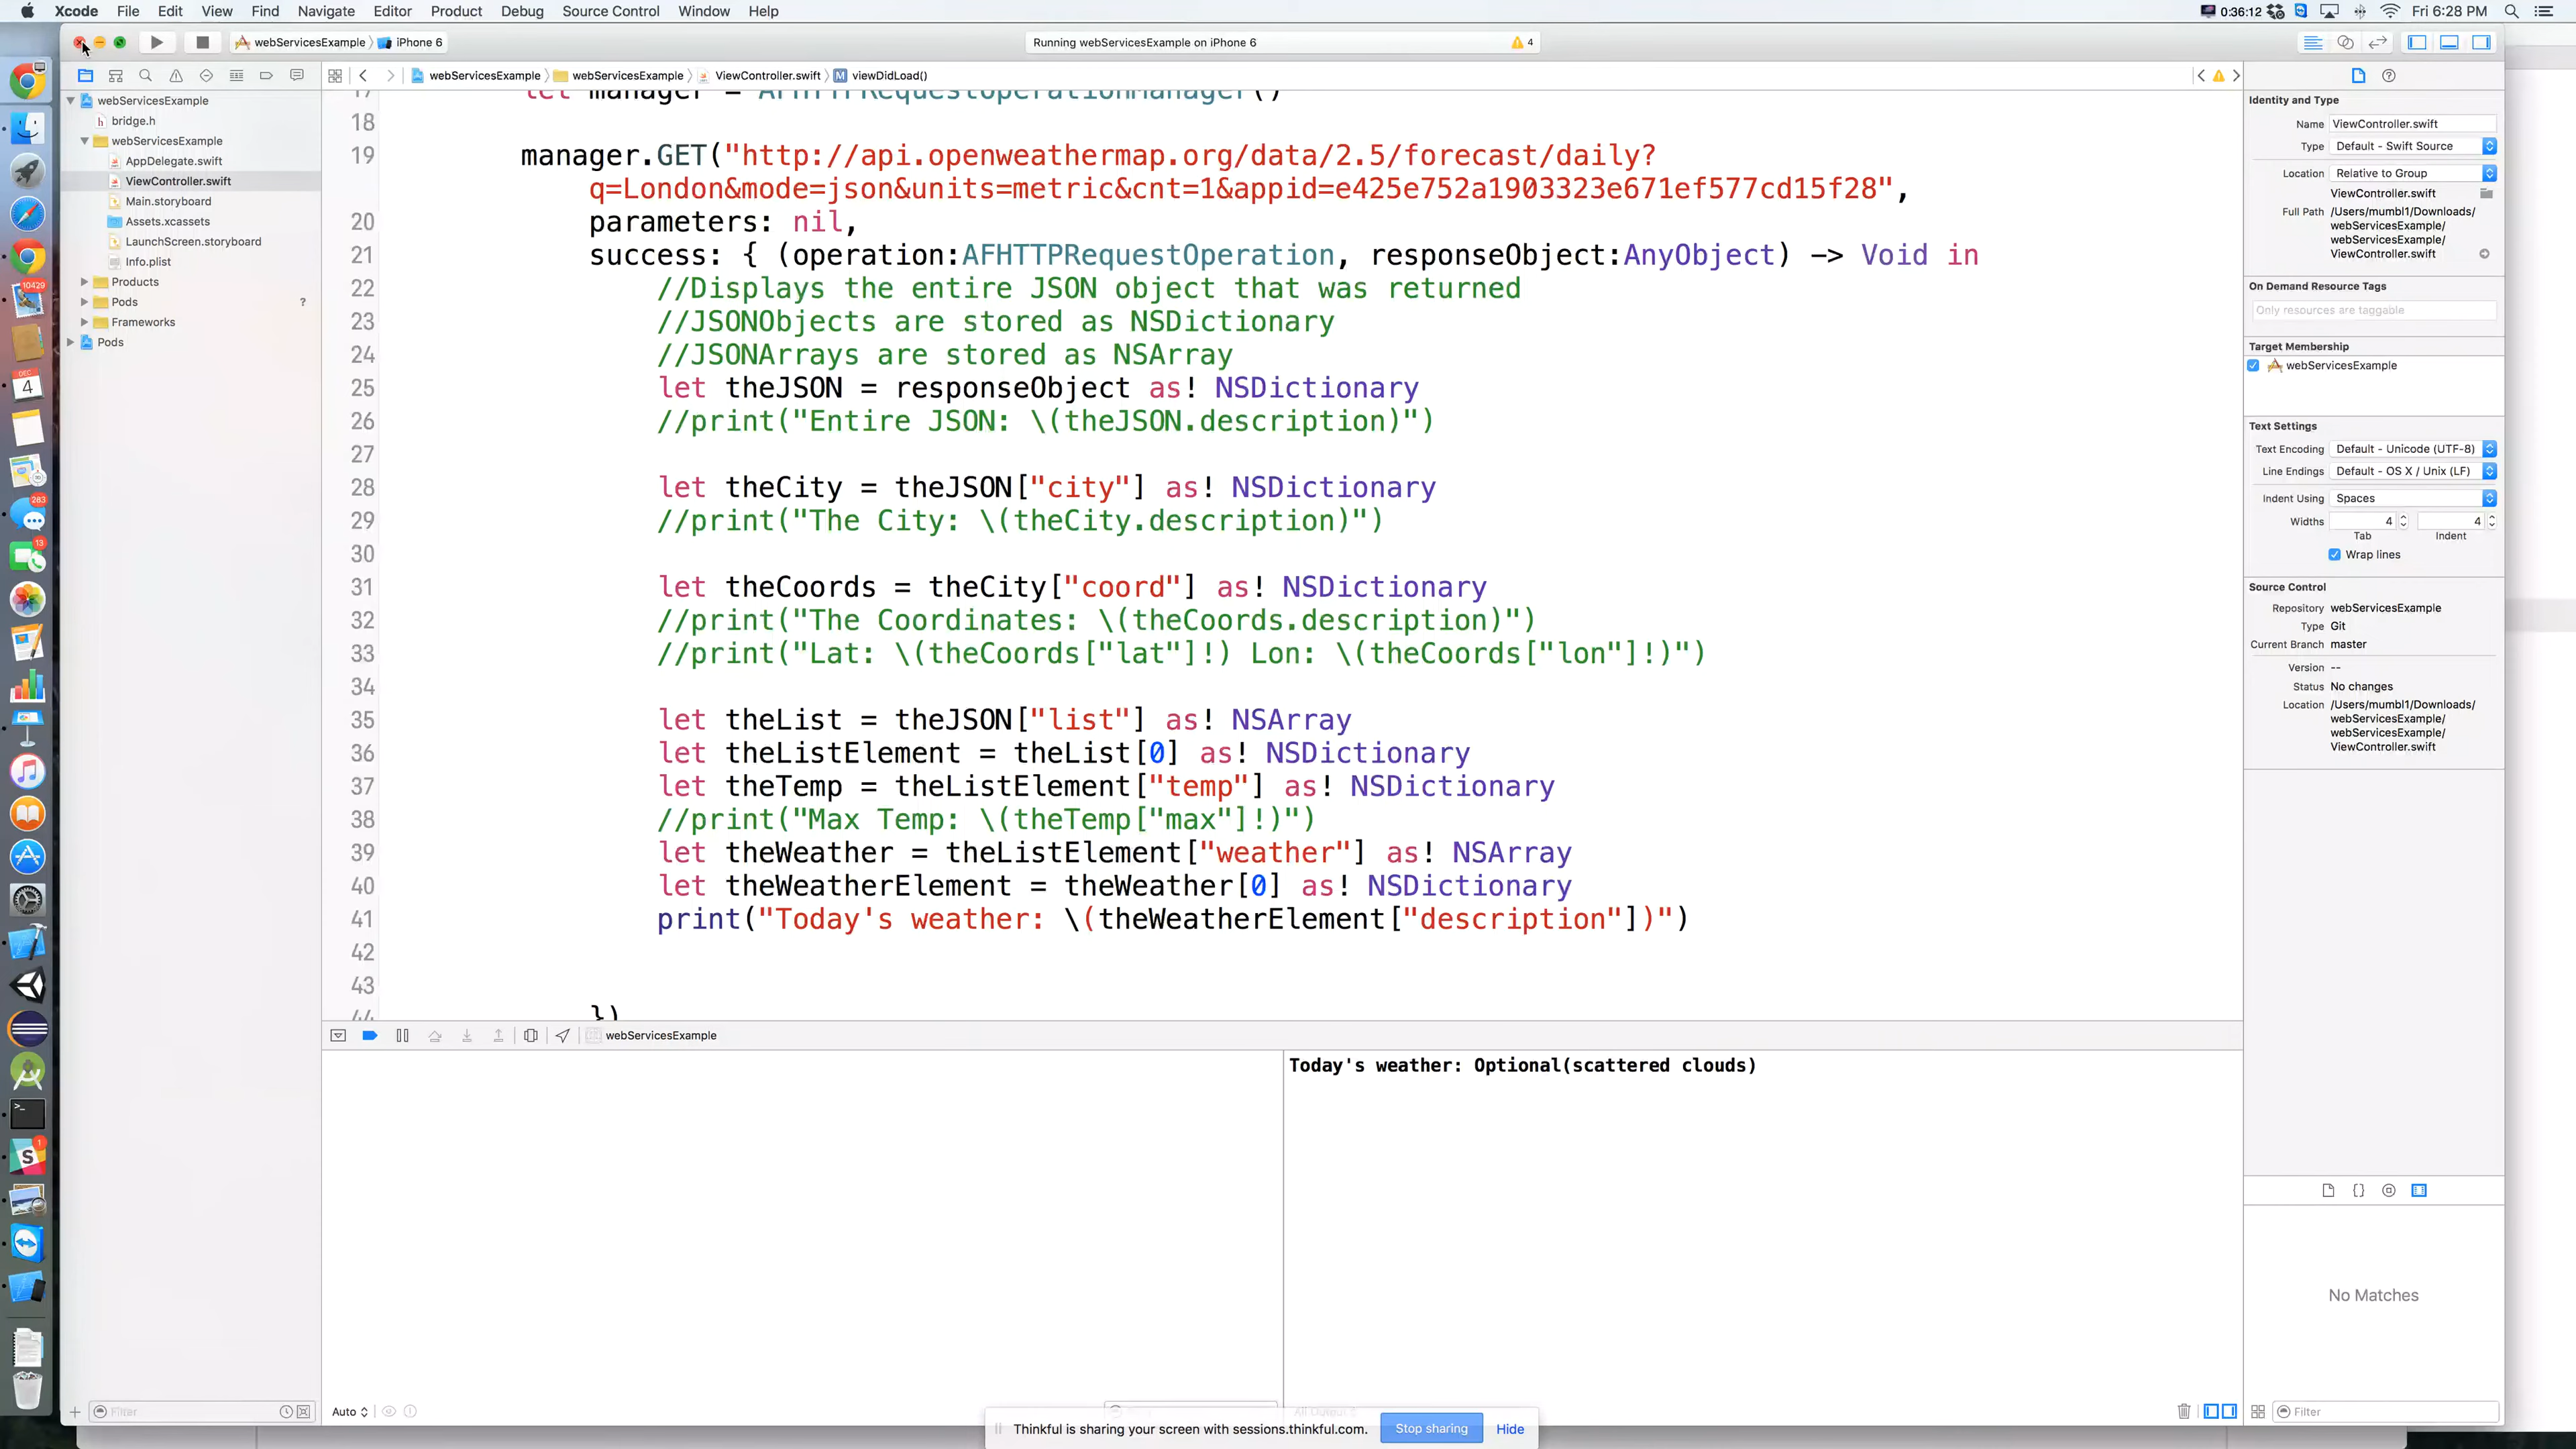 Xcode File Edit View Find Navigate Editor Product Debug Source Control Window Help 0:36:12 Fri 6:28 PM
webServicesExample iPhone 6 Running webServicesExample on iPhone 6 4
webServicesExample webServicesExample ViewController.swift M viewDidLoad()
webServicesExample
h bridge.h
webServicesExample
AppDelegate.swift
ViewController.swift
Main.storyboard
Assets.xcassets
LaunchScreen.storyboard
Info.plist
Products
Pods ?
Frameworks
Pods
17 let manager = AFHTTPRequestOperationManager()
18
19 manager.GET("http://api.openweathermap.org/data/2.5/forecast/daily?
q=London&mode=json&units=metric&cnt=1&appid=e425e752a1903323e671ef577cd15f28",
20 parameters: nil,
21 success: { (operation:AFHTTPRequestOperation, responseObject:AnyObject) -> Void in
22 //Displays the entire JSON object that was returned
23 //JSONObjects are stored as NSDictionary
24 //JSONArrays are stored as NSArray
25 let theJSON = responseObject as! NSDictionary
26 //print("Entire JSON: \(theJSON.description)")
27
28 let theCity = theJSON["city"] as! NSDictionary
29 //print("The City: \(theCity.description)")
30
31 let theCoords = theCity["coord"] as! NSDictionary
32 //print("The Coordinates: \(theCoords.description)")
33 //print("Lat: \(theCoords["lat"]!) Lon: \(theCoords["lon"]!)")
34
35 let theList = theJSON["list"] as! NSArray
36 let theListElement = theList[0] as! NSDictionary
37 let theTemp = theListElement["temp"] as! NSDictionary
38 //print("Max Temp: \(theTemp["max"]!)")
39 let theWeather = theListElement["weather"] as! NSArray
40 let theWeatherElement = theWeather[0] as! NSDictionary
41 print("Today's weather: \(theWeatherElement["description"])")
42
43
44 })
webServicesExample
Today's weather: Optional(scattered clouds)
Filter
Auto
All Output
Filter
Identity and Type
Name ViewController.swift
Type Default - Swift Source
Location Relative to Group
ViewController.swift
Full Path /Users/mumbl1/Downloads/
webServicesExample/
webServicesExample/
ViewController.swift
On Demand Resource Tags
Only resources are taggable
Target Membership
webServicesExample
Text Settings
Text Encoding Default - Unicode (UTF-8)
Line Endings Default - OS X / Unix (LF)
Indent Using Spaces
Widths 4 4
Tab Indent
Wrap lines
Source Control
Repository webServicesExample
Type Git
Current Branch master
Version --
Status No changes
Location /Users/mumbl1/Downloads/
webServicesExample/
webServicesExample/
ViewController.swift
No Matches
10429
DEC
4
283
13
1
Thinkful is sharing your screen with sessions.thinkful.com. Stop sharing Hide